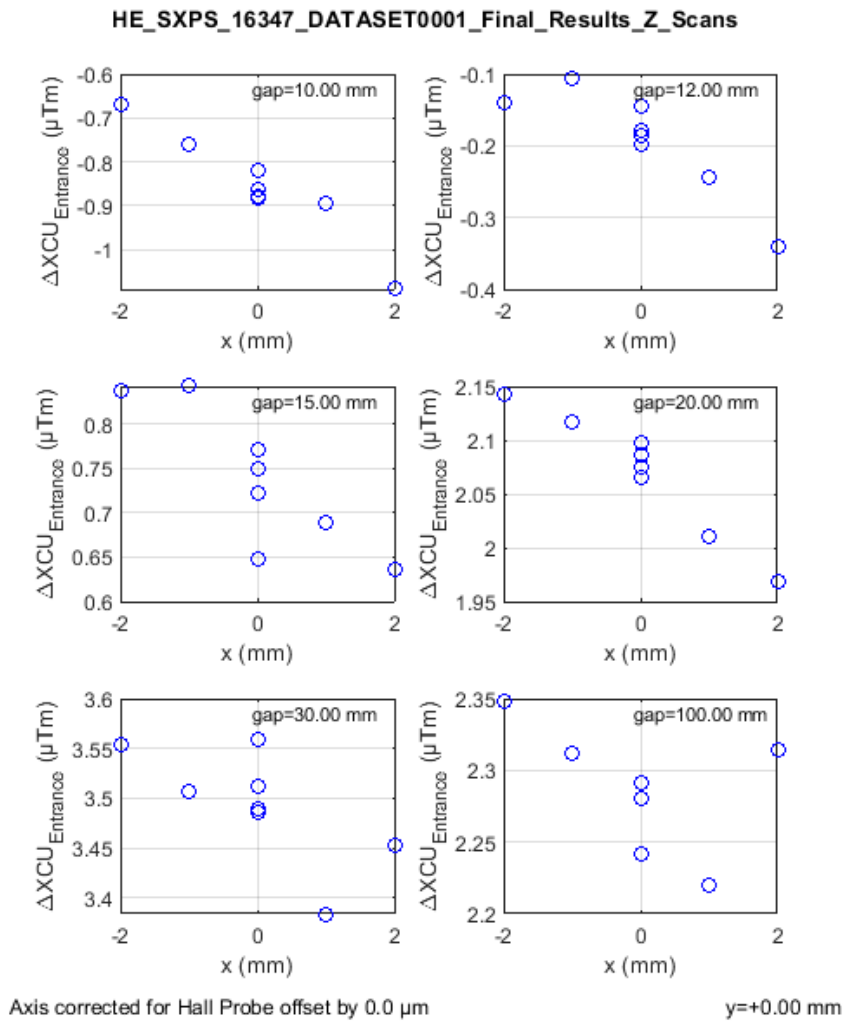 HE_SXPS_16347_DATASET0001_Final_Results_Z_Scans
gap=10.00 mm
ΔXCU_Entrance (μTm)
-0.6
-0.7
-0.8
-0.9
-1
-2 0 2
x (mm)
gap=12.00 mm
ΔXCU_Entrance (μTm)
-0.1
-0.2
-0.3
-0.4
-2 0 2
x (mm)
gap=15.00 mm
ΔXCU_Entrance (μTm)
0.8
0.75
0.7
0.65
0.6
-2 0 2
x (mm)
gap=20.00 mm
ΔXCU_Entrance (μTm)
2.15
2.1
2.05
2
1.95
-2 0 2
x (mm)
gap=30.00 mm
ΔXCU_Entrance (μTm)
3.6
3.55
3.5
3.45
3.4
-2 0 2
x (mm)
gap=100.00 mm
ΔXCU_Entrance (μTm)
2.35
2.3
2.25
2.2
-2 0 2
x (mm)
Axis corrected for Hall Probe offset by 0.0 μm
y=+0.00 mm